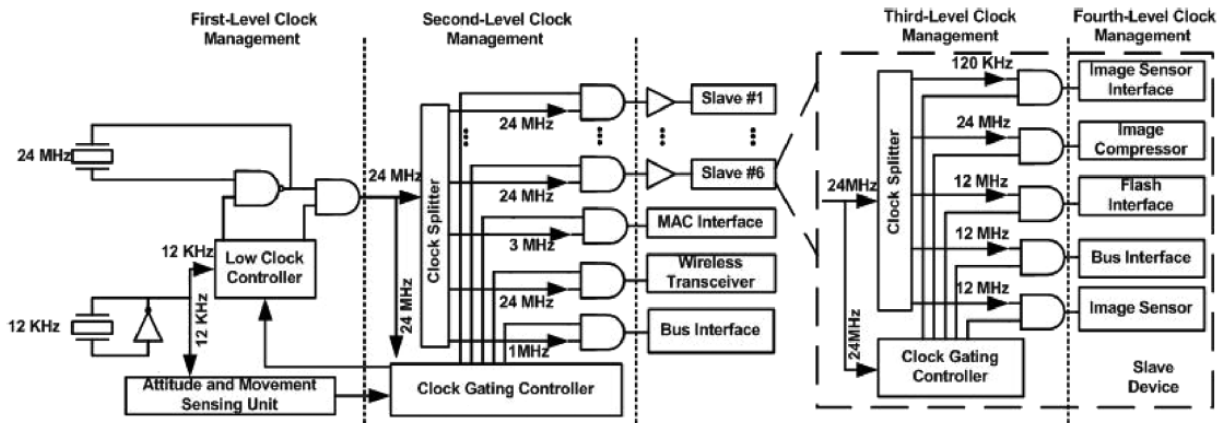 First-Level Clock
Management
Second-Level Clock
Management
Third-Level Clock
Management
Fourth-Level Clock
Management
24 MHz
12 KHz
12 KHz
12 KHz
Low Clock
Controller
Attitude and Movement
Sensing Unit
24 MHz
24 MHz
Clock Splitter
24 MHz
24 MHz
3 MHz
24 MHz
1MHz
Clock Gating Controller
Slave #1
Slave #6
MAC Interface
Wireless
Transceiver
Bus Interface
24MHz
24MHz
Clock Splitter
120 KHz
24 MHz
12 MHz
12 MHz
12 MHz
Clock Gating
Controller
Image Sensor
Interface
Image
Compressor
Flash
Interface
Bus Interface
Image Sensor
Slave
Device